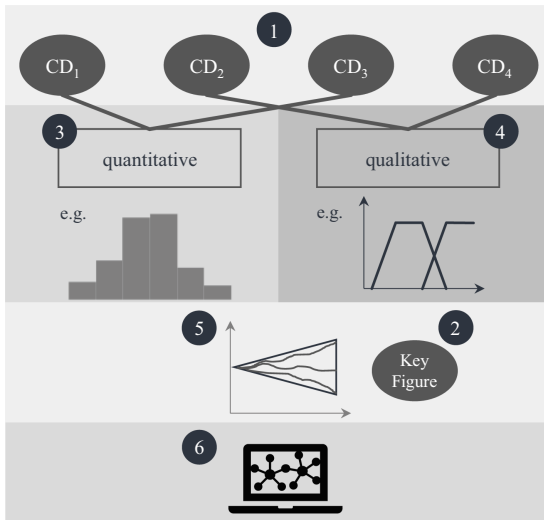 1
CD₁ CD₂ CD₃ CD₄
3 4
quantitative qualitative
e.g. e.g.
5 2
Key
Figure
6